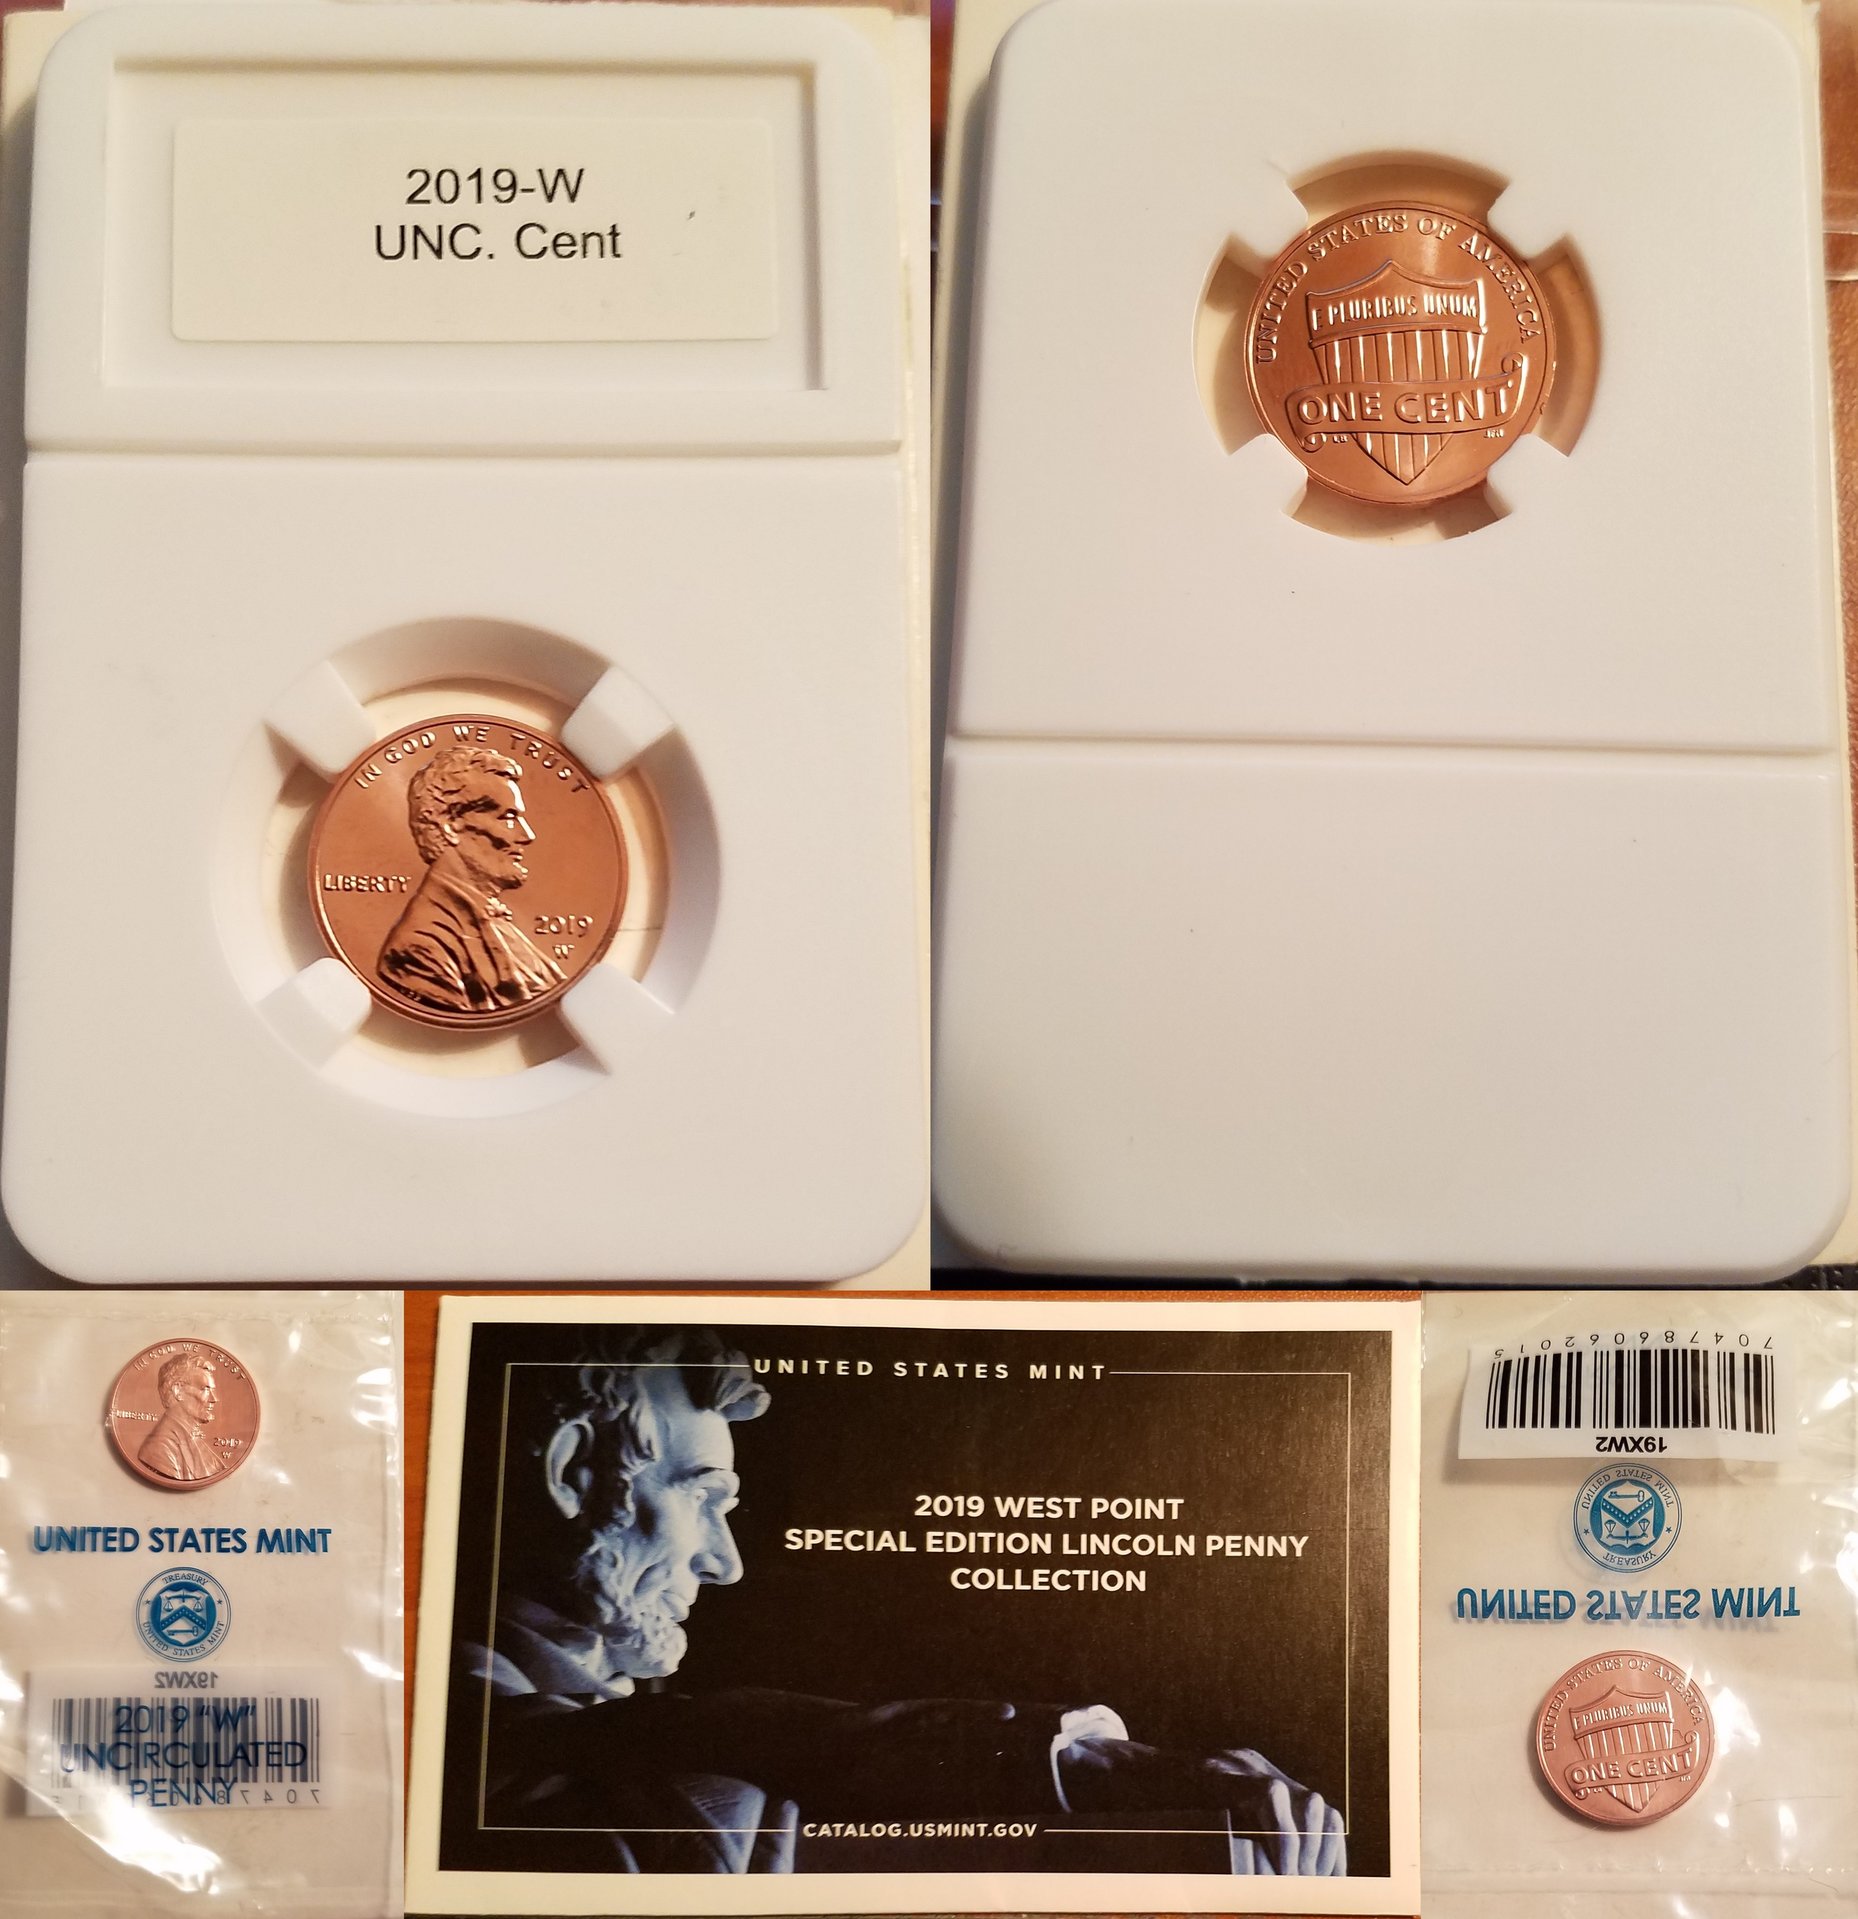 2019-W
UNC. Cent
IN GOD WE TRUST
LIBERTY
2019
W
UNITED STATES OF AMERICA
E PLURIBUS UNUM
ONE CENT
IN GOD WE TRUST
LIBERTY
2019
W
UNITED STATES MINT
TREASURY
UNITED STATES MINT
19XW2
2019 "W"
UNCIRCULATED
PENNY
UNITED STATES MINT
2019 WEST POINT
SPECIAL EDITION LINCOLN PENNY
COLLECTION
CATALOG.USMINT.GOV
704786062015
19XW2
UNITED STATES MINT
TREASURY
UNITED STATES MINT
UNITED STATES OF AMERICA
E PLURIBUS UNUM
ONE CENT